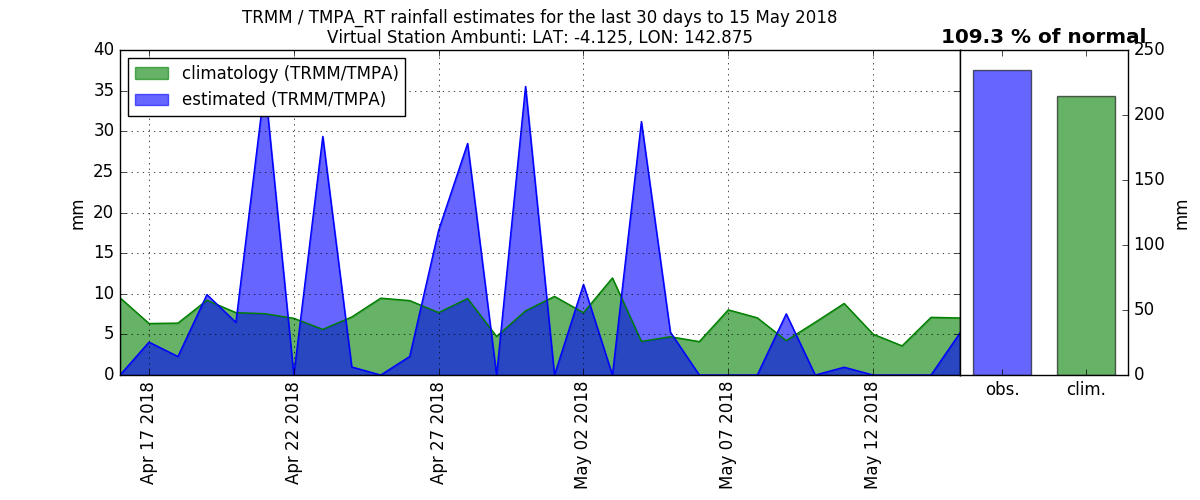 TRMM / TMPA_RT rainfall estimates for the last 30 days to 15 May 2018
Virtual Station Ambunti: LAT: -4.125, LON: 142.875
109.3 % of normal
climatology (TRMM/TMPA)
estimated (TRMM/TMPA)
40
35
30
25
20
15
10
5
0
mm
Apr 17 2018
Apr 22 2018
Apr 27 2018
May 02 2018
May 07 2018
May 12 2018
250
200
150
100
50
0
mm
obs.
clim.